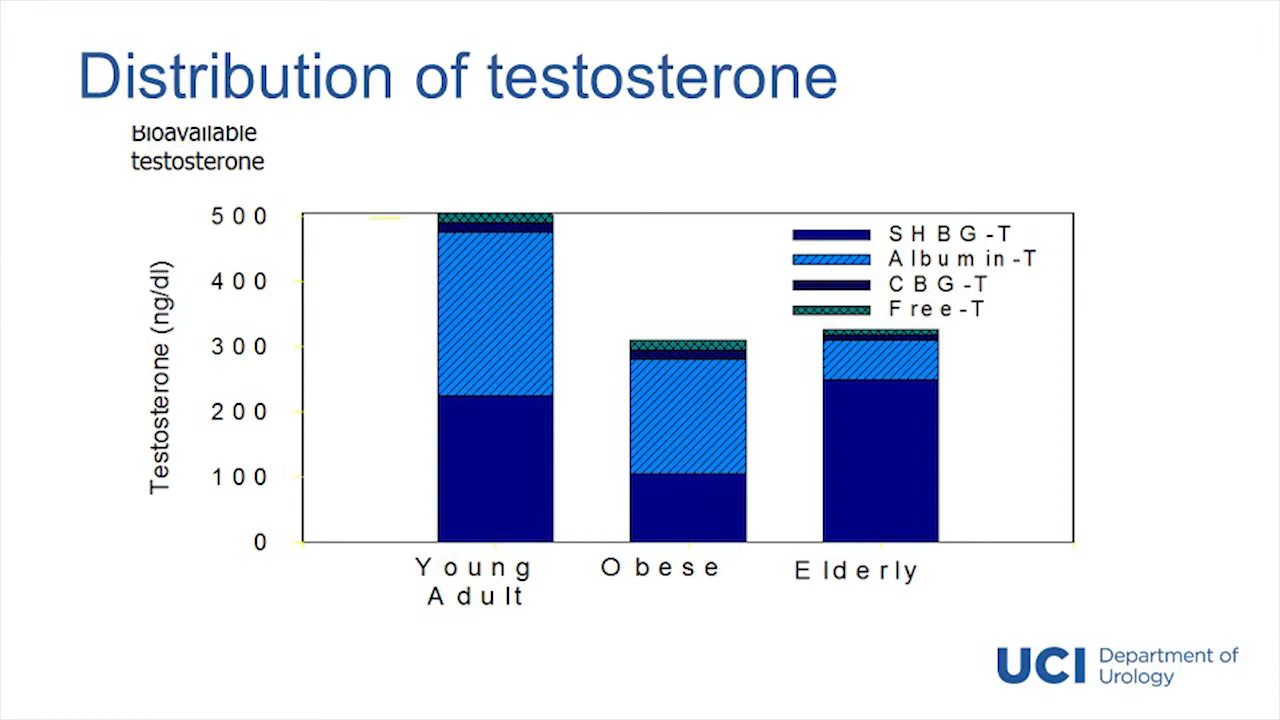 Distribution of testosterone
Bioavailable
testosterone
Testosterone (ng/dl)
500
400
300
200
100
0
SHBG-T
Albumin-T
CBG-T
Free-T
Young
Adult
Obese
Elderly
UCI Department of
Urology